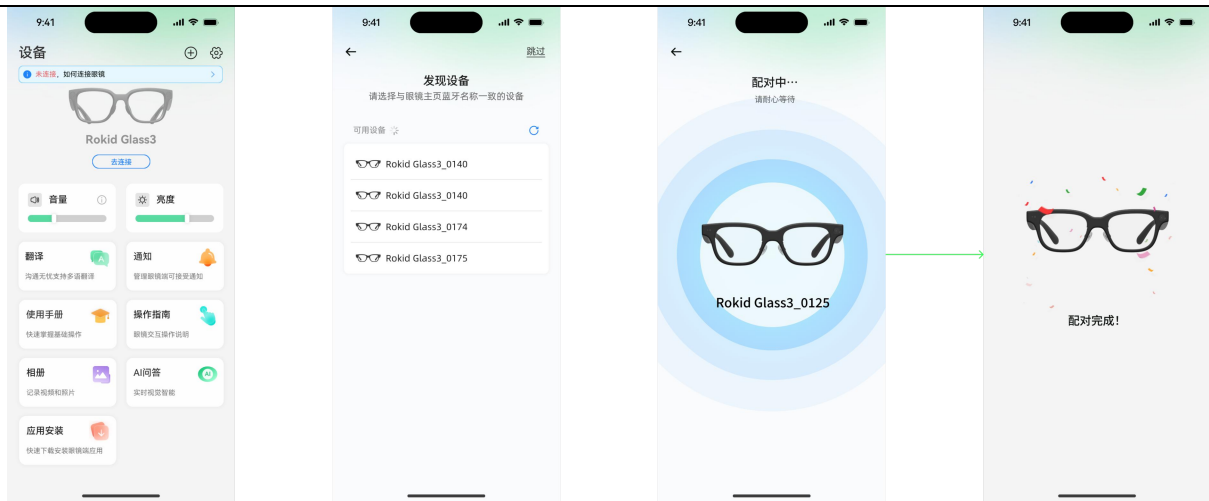 9:41
设备
未连接，如何连接眼镜
Rokid Glass3
去连接
音量
亮度
翻译
沟通无忧支持多语翻译
通知
管理眼镜端可接受通知
使用手册
快速掌握基础操作
操作指南
眼镜交互操作说明
相册
记录视频和照片
AI问答
AI
实时视觉智能
应用安装
快速下载安装眼镜端应用
9:41
跳过
发现设备
请选择与眼镜主页蓝牙名称一致的设备
可用设备
Rokid Glass3_0140
Rokid Glass3_0140
Rokid Glass3_0174
Rokid Glass3_0175
9:41
配对中…
请耐心等待
Rokid Glass3_0125
9:41
配对完成！